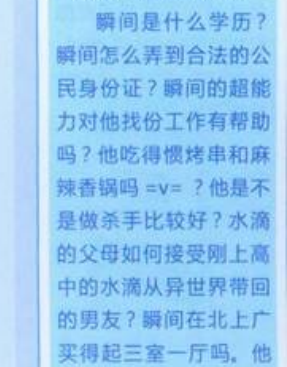 瞬间是什么学历？
瞬间怎么弄到合法的公
民身份证？瞬间的超能
力对他找份工作有帮助
吗？他吃得惯烤串和麻
辣香锅吗 =v= ？他是不
是做杀手比较好？水滴
的父母如何接受刚上高
中的水滴从异世界带回
的男友？瞬间在北上广
买得起三室一厅吗。他